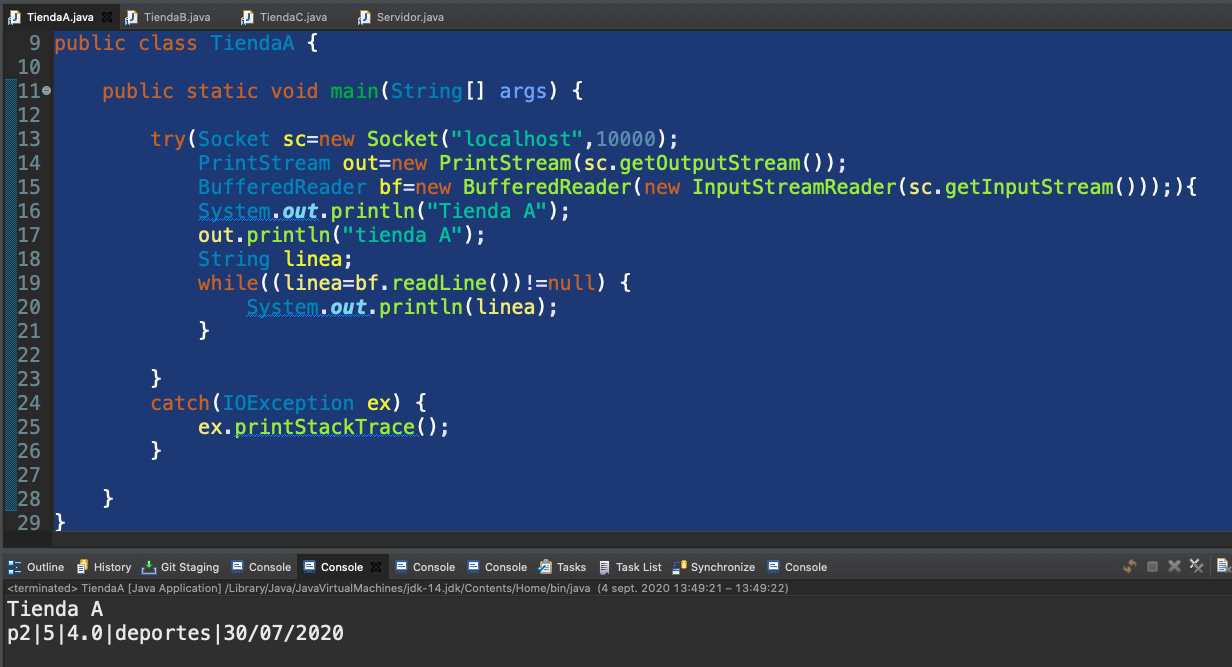 TiendaA.java TiendaB.java TiendaC.java Servidor.java
9 public class TiendaA {
10
11 public static void main(String[] args) {
12
13 try(Socket sc=new Socket("localhost",10000);
14 PrintStream out=new PrintStream(sc.getOutputStream());
15 BufferedReader bf=new BufferedReader(new InputStreamReader(sc.getInputStream()));){
16 System.out.println("Tienda A");
17 out.println("tienda A");
18 String linea;
19 while((linea=bf.readLine())!=null) {
20 System.out.println(linea);
21 }
22
23 }
24 catch(IOException ex) {
25 ex.printStackTrace();
26 }
27
28 }
29 }
Outline History Git Staging Console Console Console Console Tasks Task List Synchronize Console
<terminated> TiendaA [Java Application] /Library/Java/JavaVirtualMachines/jdk-14.jdk/Contents/Home/bin/java (4 sept. 2020 13:49:21 – 13:49:22)
Tienda A
p2|5|4.0|deportes|30/07/2020